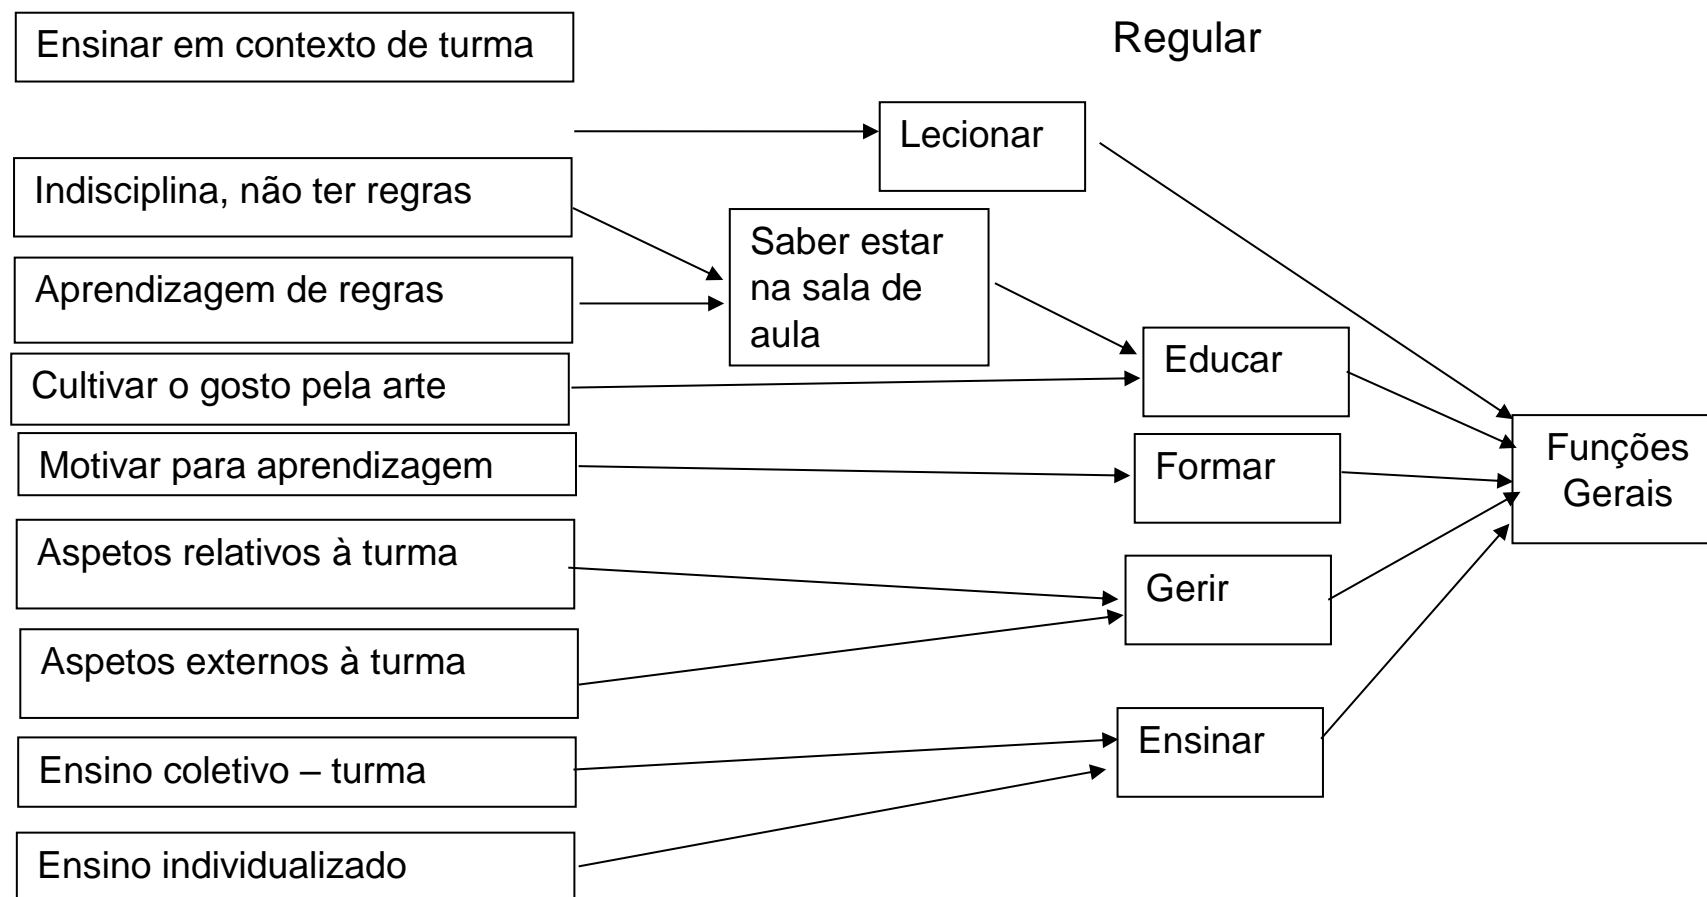 Ensinar em contexto de turma
Regular
Lecionar
Indisciplina, não ter regras
Saber estar
na sala de
aula
Aprendizagem de regras
Educar
Cultivar o gosto pela arte
Funções
Gerais
Motivar para aprendizagem
Formar
Aspetos relativos à turma
Gerir
Aspetos externos à turma
Ensinar
Ensino coletivo – turma
Ensino individualizado